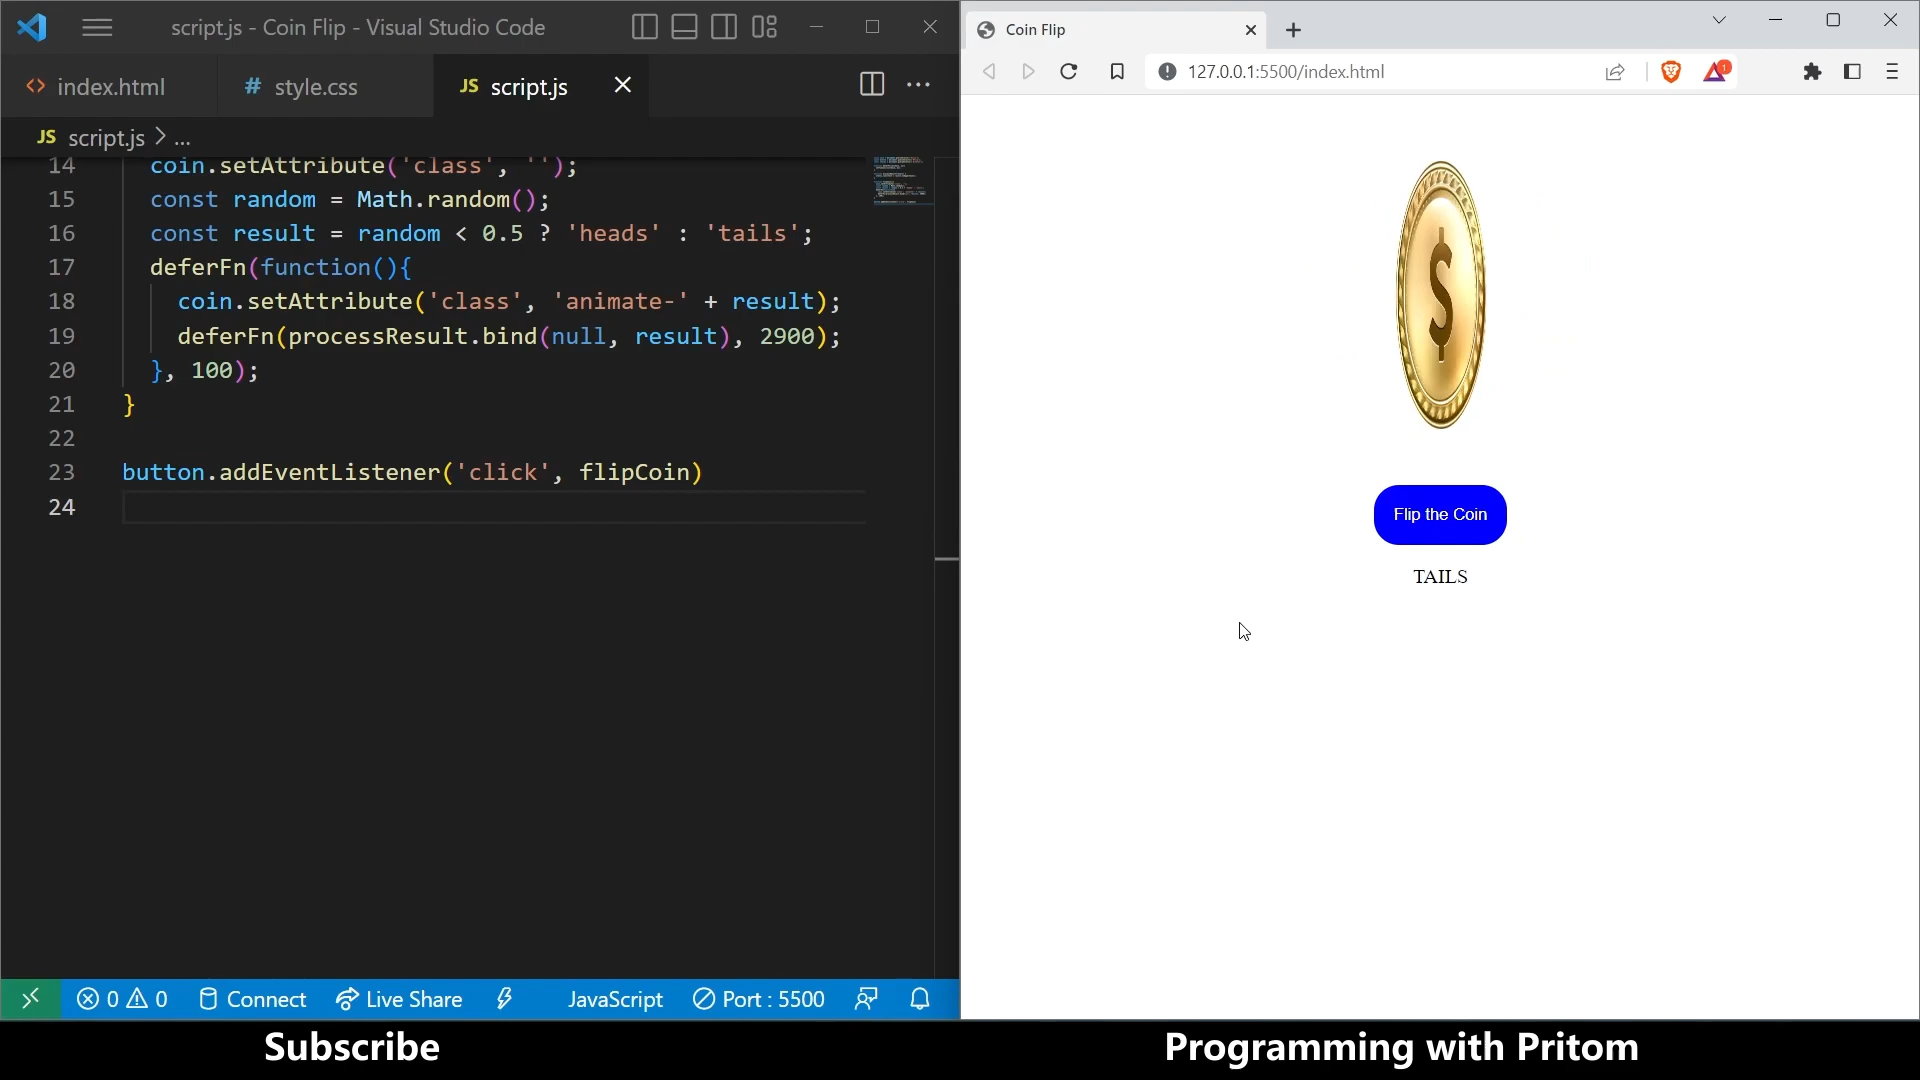 script.js - Coin Flip - Visual Studio Code
index.html
# style.css
JS script.js
JS script.js > ...
14 coin.setAttribute('class', '');
15 const random = Math.random();
16 const result = random < 0.5 ? 'heads' : 'tails';
17 deferFn(function(){
18 coin.setAttribute('class', 'animate-' + result);
19 deferFn(processResult.bind(null, result), 2900);
20 }, 100);
21 }
22
23 button.addEventListener('click', flipCoin)
24
0 0 Connect Live Share JavaScript Port : 5500
Coin Flip
127.0.0.1:5500/index.html
1
$
Flip the Coin
TAILS
Subscribe
Programming with Pritom